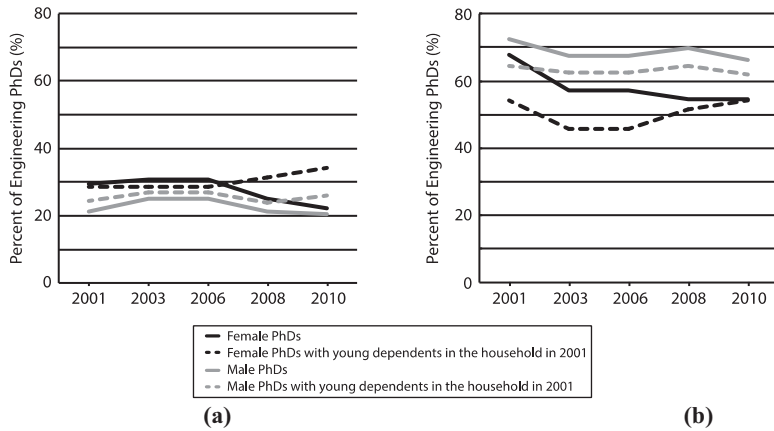 80
60
40
20
0
Percent of Engineering PhDs (%)
2001 2003 2006 2008 2010
80
60
40
20
0
Percent of Engineering PhDs (%)
2001 2003 2006 2008 2010
Female PhDs
Female PhDs with young dependents in the household in 2001
Male PhDs
Male PhDs with young dependents in the household in 2001
(a)
(b)